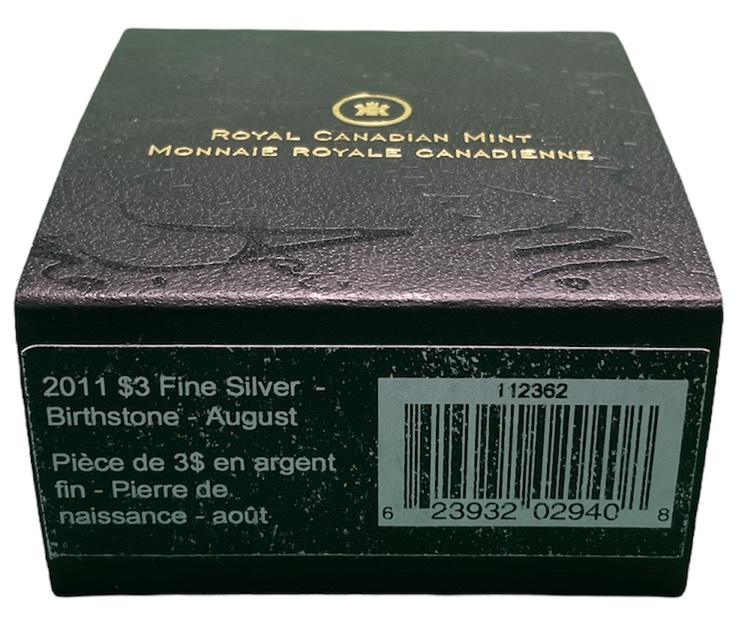 ROYAL CANADIAN MINT
MONNAIE ROYALE CANADIENNE
2011 $3 Fine Silver -
Birthstone - August
Pièce de 3$ en argent
fin - Pierre de
naissance - août
112362
6 23932 02940 8